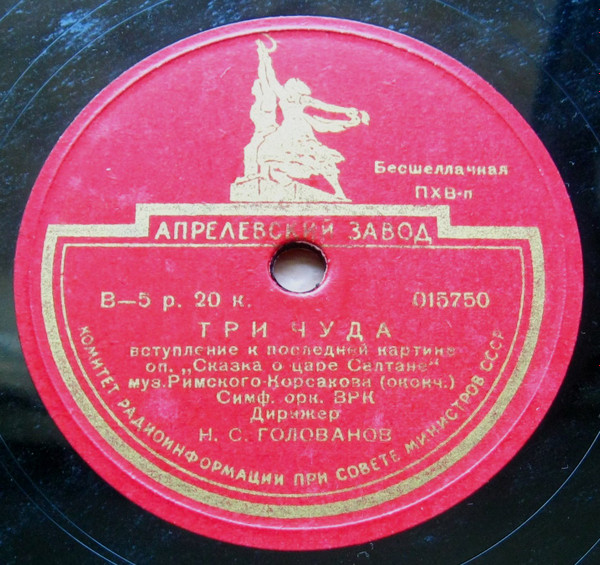 Бесшеллачная
ПХВ-п
АПРЕЛЕВСКИЙ ЗАВОД
В—5 р. 20 к. 015750
ТРИ ЧУДА
вступление к последней картине
оп. „Сказка о царе Салтане“
муз. Римского-Корсакова (оконч.)
Симф. орк. ВРК
Дирижер
Н. С. ГОЛОВАНОВ
КОМИТЕТ РАДИОИНФОРМАЦИИ ПРИ СОВЕТЕ МИНИСТРОВ СССР